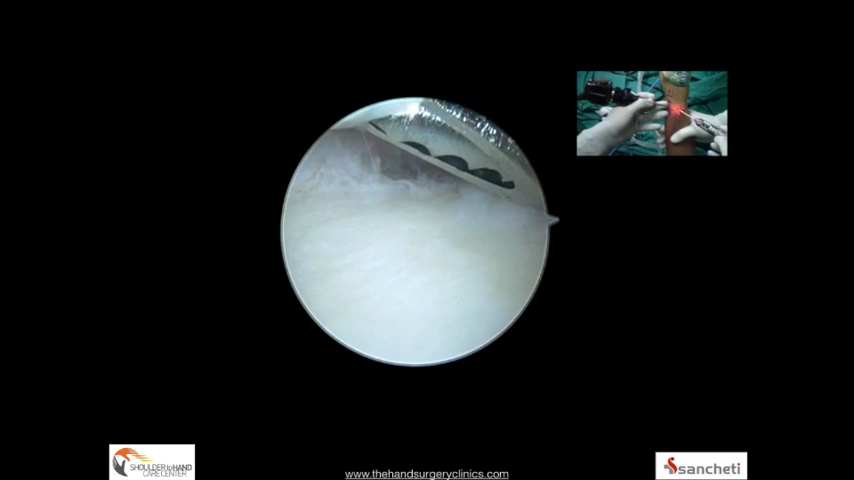 SHOULDER to HAND
CARE CENTER
www.thehandsurgeryclinics.com
sancheti